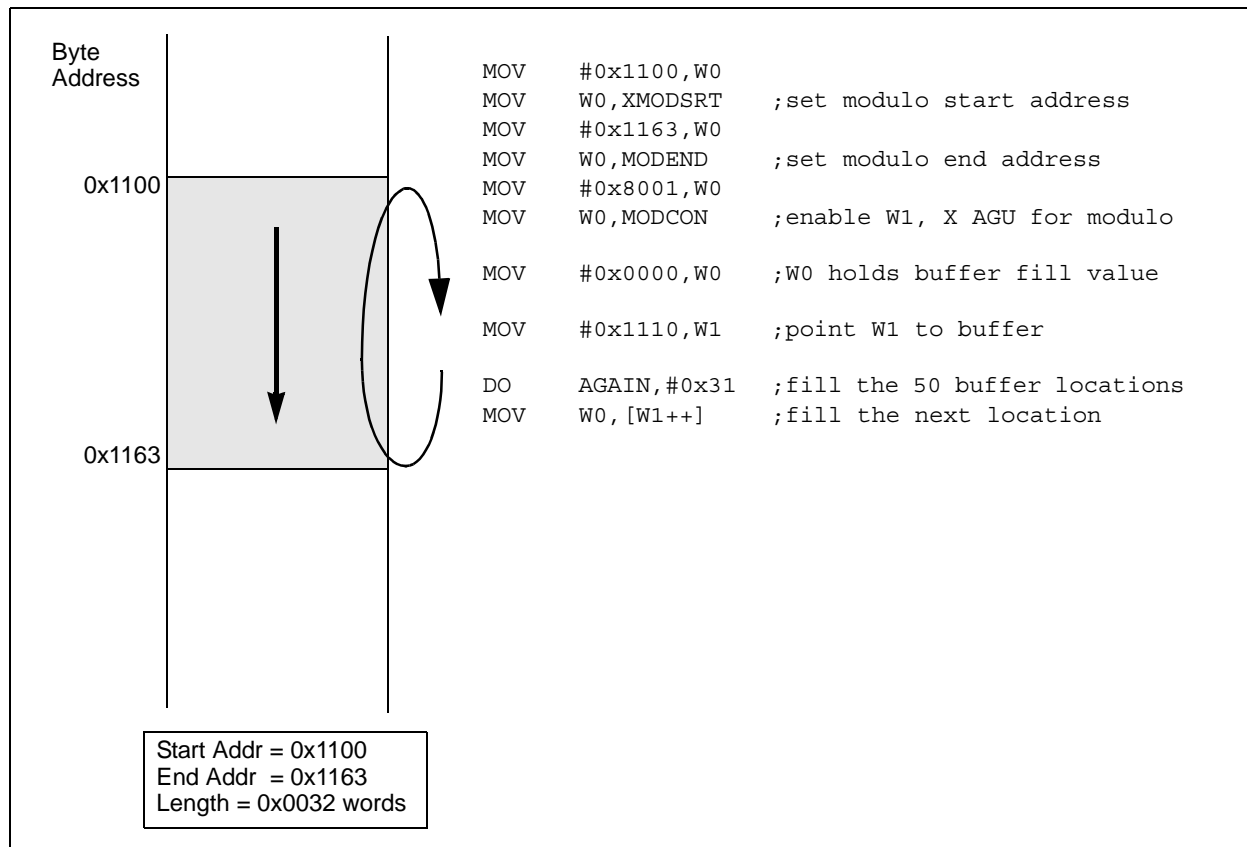 Byte
Address
0x1100
0x1163
MOV #0x1100,W0
MOV W0,XMODSRT ;set modulo start address
MOV #0x1163,W0
MOV W0,MODEND ;set modulo end address
MOV #0x8001,W0
MOV W0,MODCON ;enable W1, X AGU for modulo
MOV #0x0000,W0 ;W0 holds buffer fill value
MOV #0x1110,W1 ;point W1 to buffer
DO AGAIN,#0x31 ;fill the 50 buffer locations
MOV W0,[W1++] ;fill the next location
Start Addr = 0x1100
End Addr = 0x1163
Length = 0x0032 words